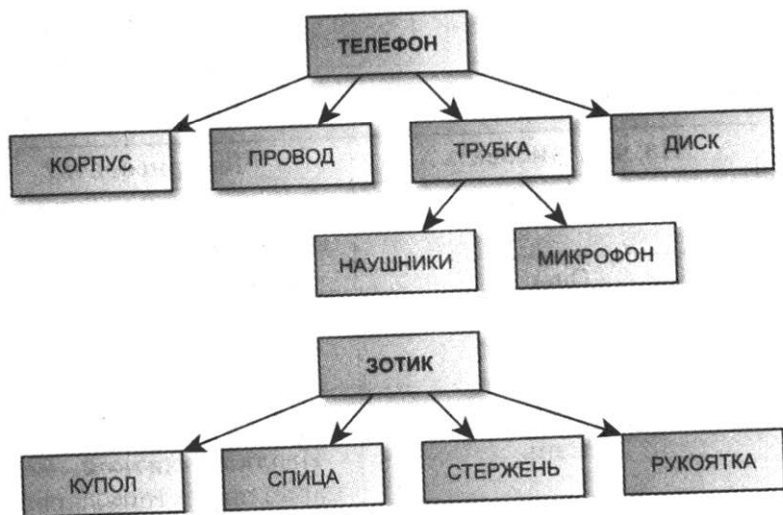 ТЕЛЕФОН
КОРПУС
ПРОВОД
ТРУБКА
ДИСК
НАУШНИКИ
МИКРОФОН
ЗОТИК
КУПОЛ
СПИЦА
СТЕРЖЕНЬ
РУКОЯТКА